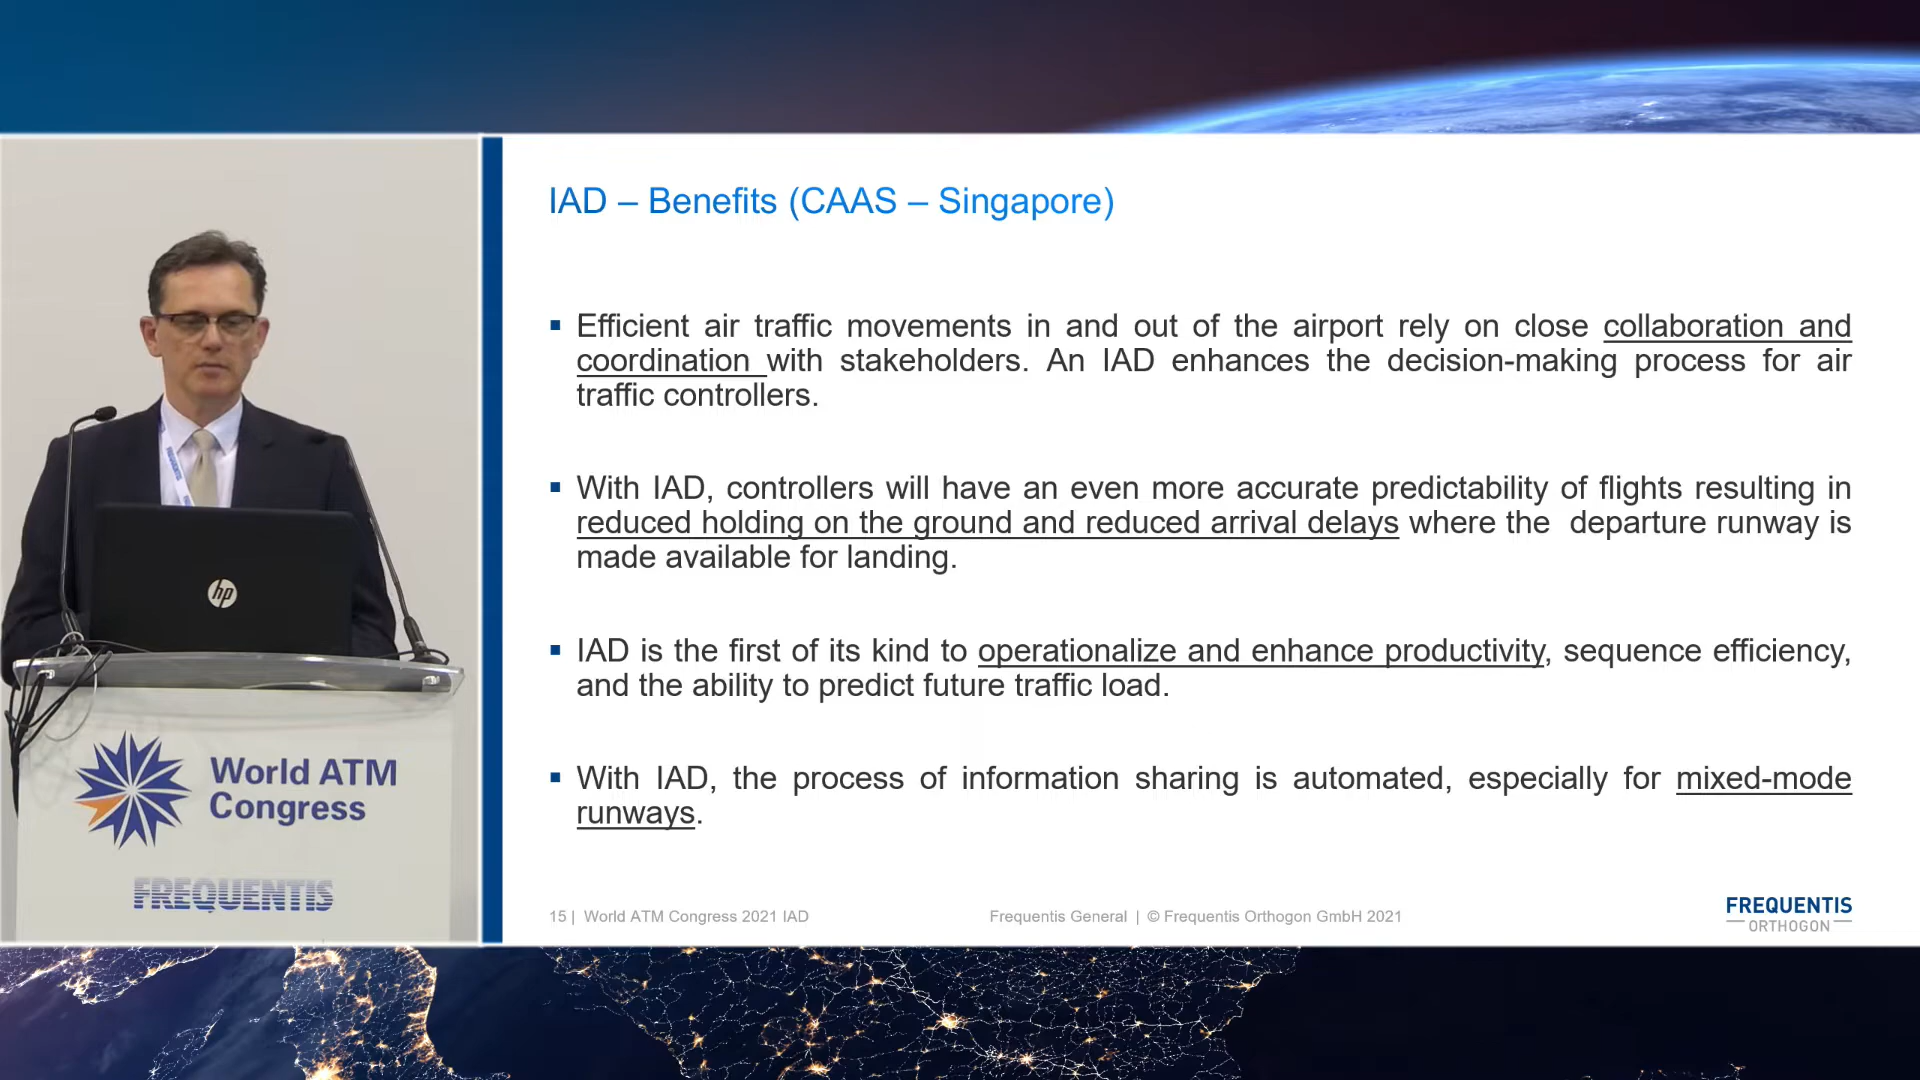 IAD – Benefits (CAAS – Singapore)
▪ Efficient air traffic movements in and out of the airport rely on close collaboration and
coordination with stakeholders. An IAD enhances the decision-making process for air
traffic controllers.
▪ With IAD, controllers will have an even more accurate predictability of flights resulting in
reduced holding on the ground and reduced arrival delays where the departure runway is
made available for landing.
▪ IAD is the first of its kind to operationalize and enhance productivity, sequence efficiency,
and the ability to predict future traffic load.
▪ With IAD, the process of information sharing is automated, especially for mixed-mode
runways.
15 | World ATM Congress 2021 IAD
Frequentis General | © Frequentis Orthogon GmbH 2021
FREQUENTIS
ORTHOGON
FREQUENTIS
hp
World ATM
Congress
FREQUENTIS